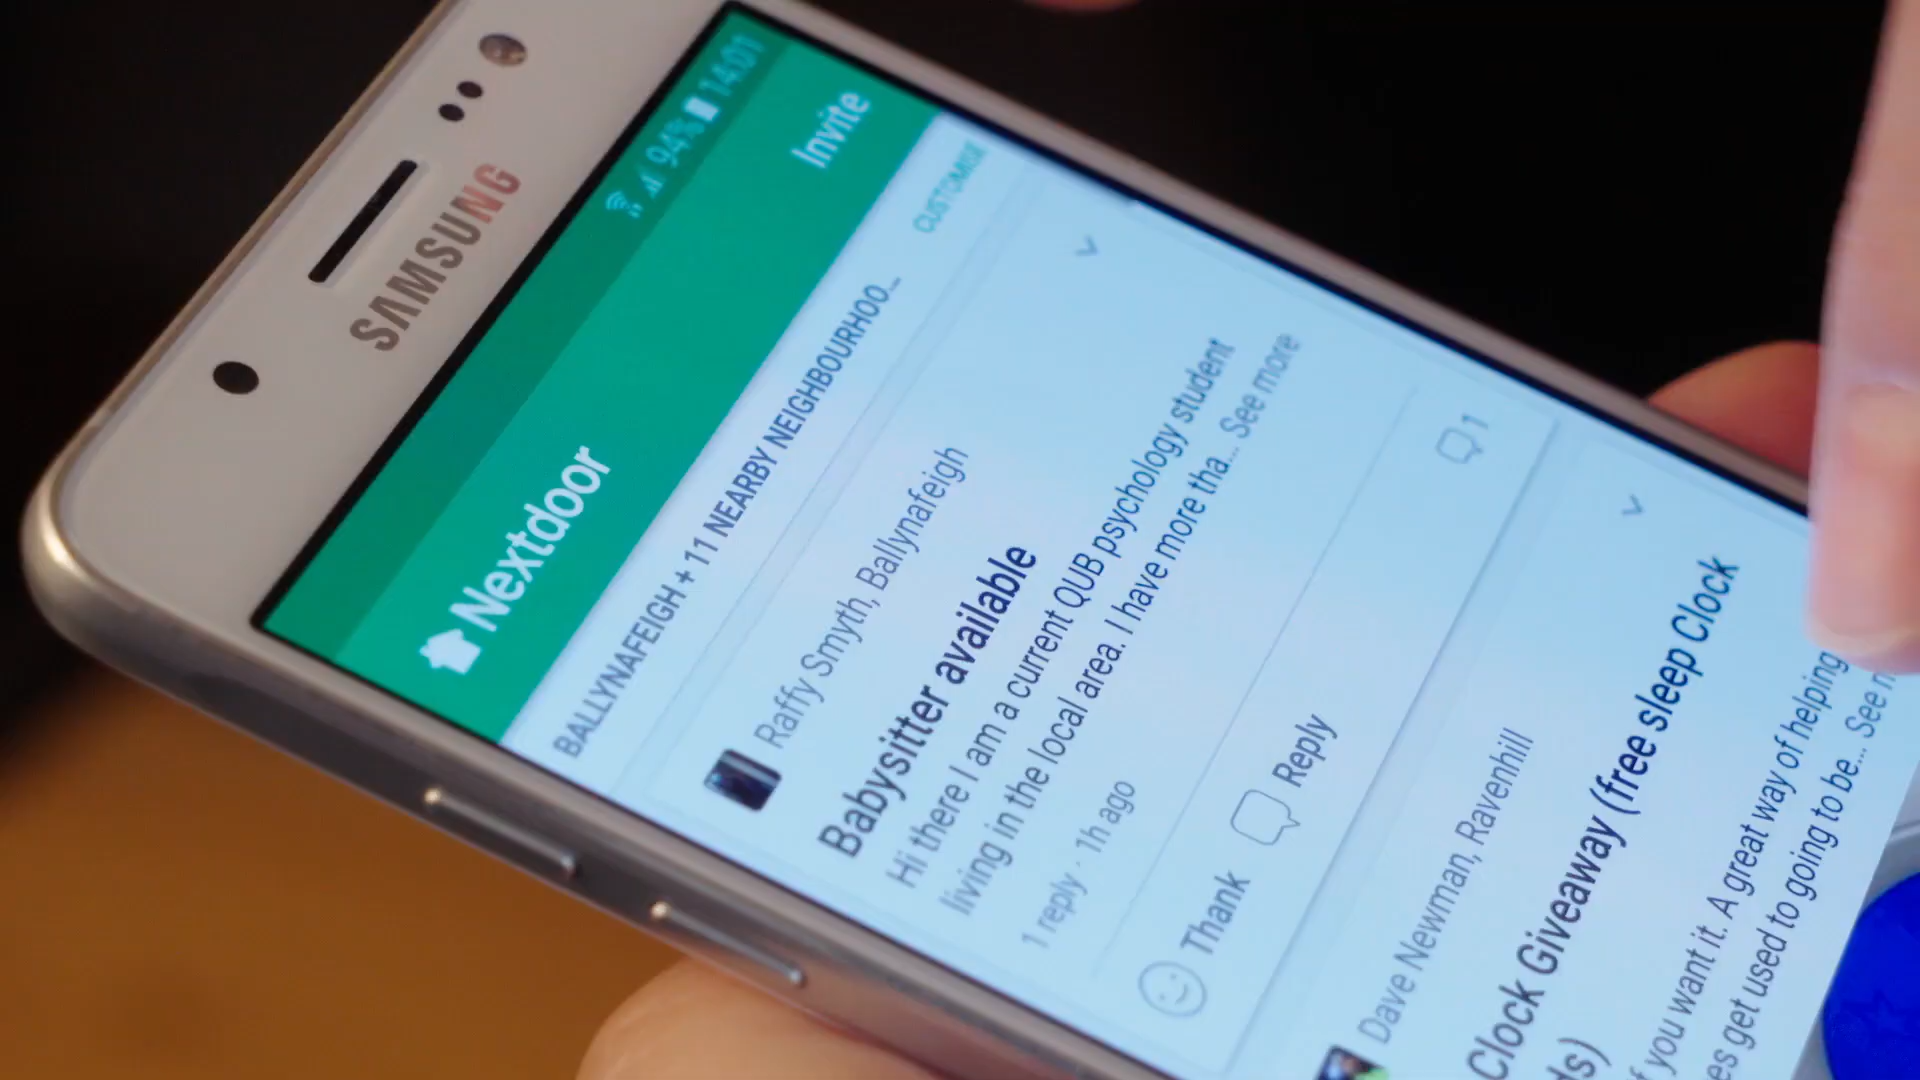 SAMSUNG
94% 14:01
Nextdoor
Invite
BALLYNAFEIGH + 11 NEARBY NEIGHBOURHOO...
CUSTOMISE
Raffy Smyth, Ballynafeigh
Babysitter available
Hi there I am a current QUB psychology student
living in the local area. I have more tha... See more
1 reply · 1h ago
Thank
Reply
1
Dave Newman, Ravenhill
Clock Giveaway (free sleep Clock
ds)
f you want it. A great way of helping
es get used to going to be... See